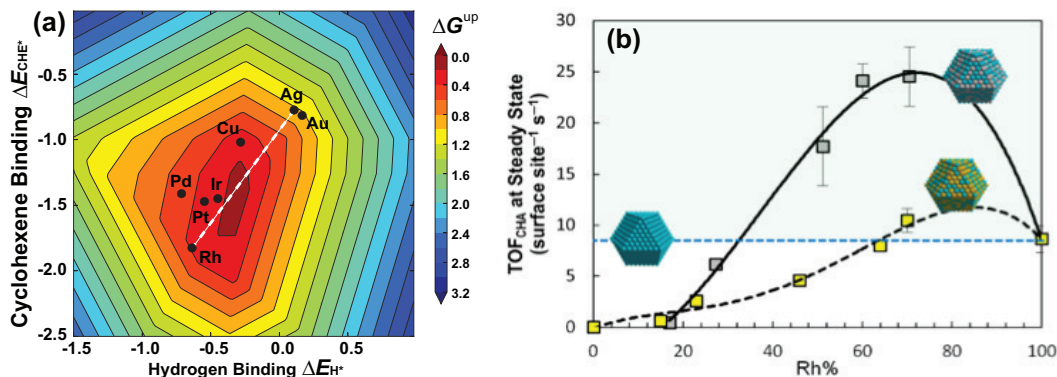 (a)
ΔG^up
Cyclohexene Binding ΔE_CHE*
-0.5
-1.0
-1.5
-2.0
-2.5
Ag
Au
Cu
Pd
Ir
Pt
Rh
-1.5 -1.0 -0.5 0.0 0.5
Hydrogen Binding ΔE_H*
0.0
0.4
0.8
1.2
1.6
2.0
2.4
2.8
3.2
(b)
TOF_CHA at Steady State
(surface site⁻¹ s⁻¹)
30
25
20
15
10
5
0
0 20 40 60 80 100
Rh%